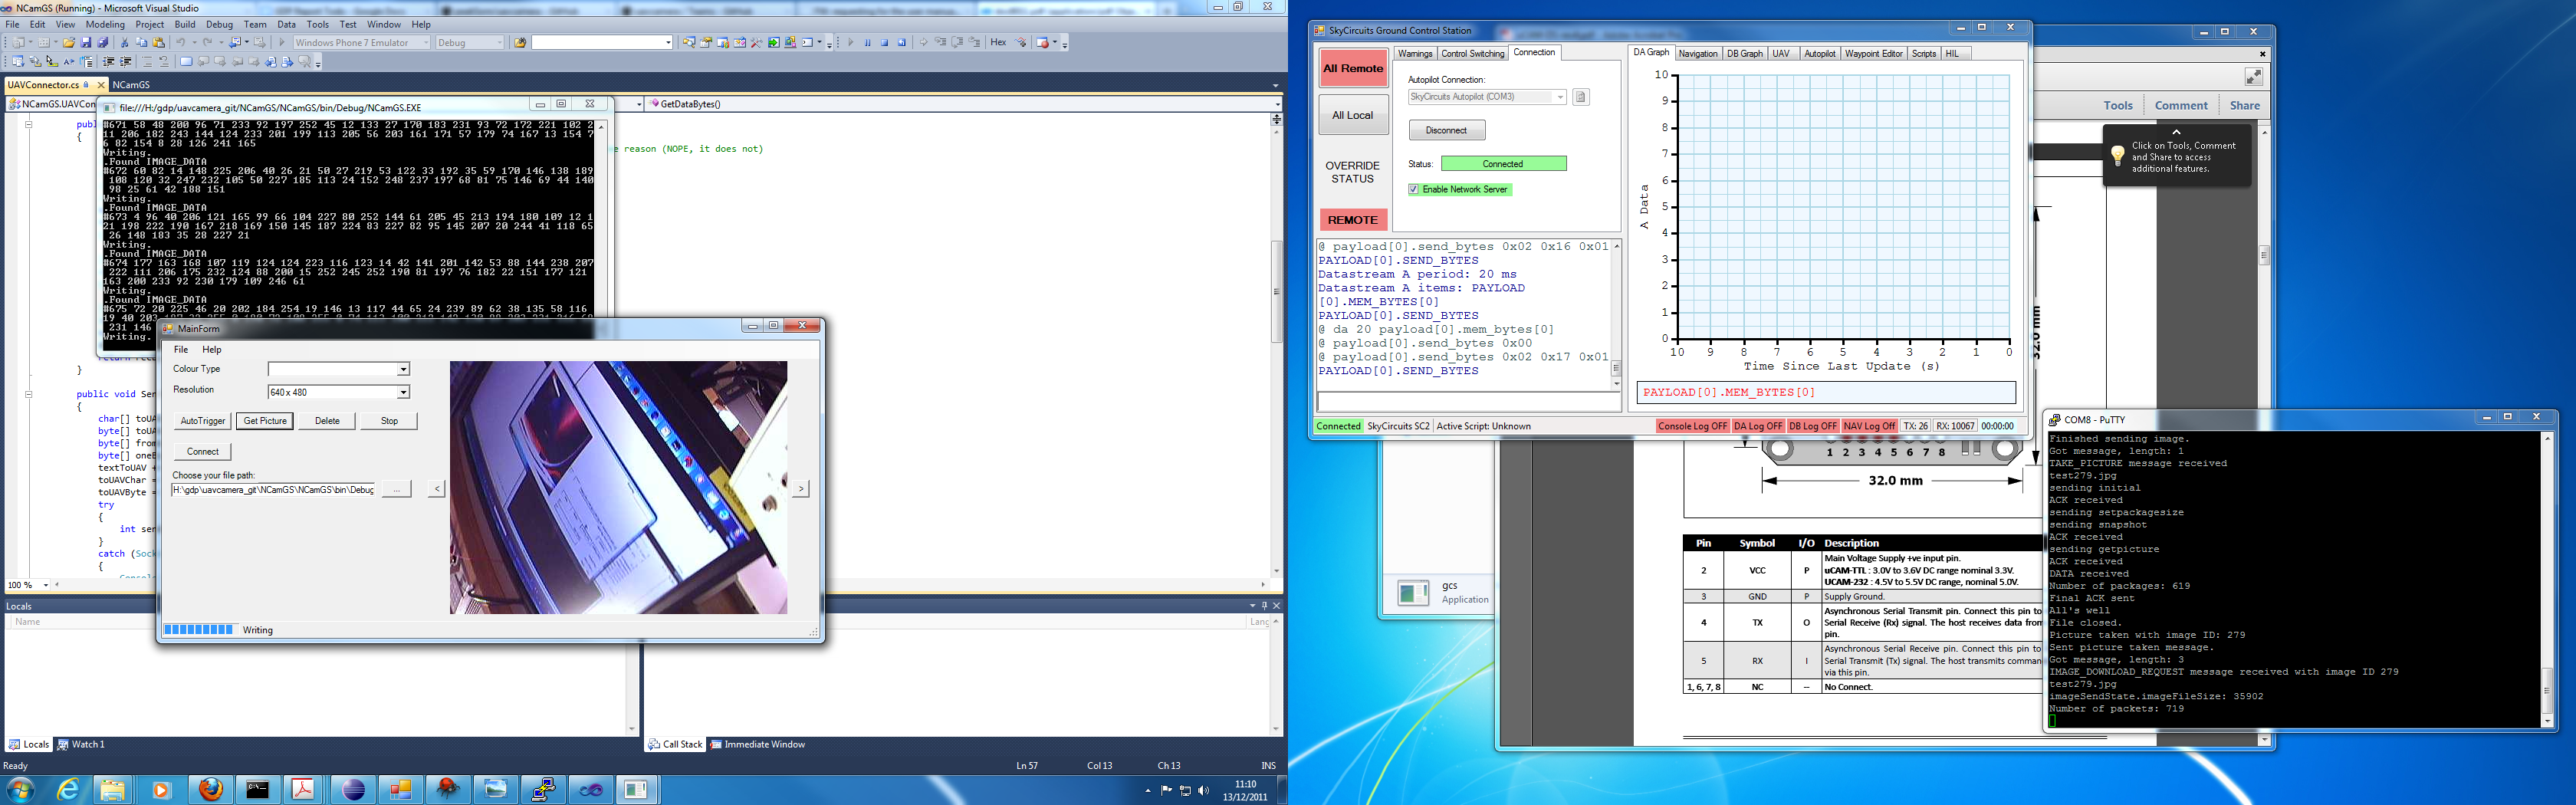 NCamGS (Running) - Microsoft Visual Studio
File Edit View Modeling Project Build Debug Team Data Tools Test Window Help
Windows Phone 7 Emulator Debug Hex
UAVConnector.cs NCamGS
NCamGS.UAVCon GetDataBytes()
file:///H:/gdp/uavcamera_git/NCamGS/NCamGS/bin/Debug/NCamGS.EXE
#671 58 48 200 96 71 233 92 197 252 45 12 133 27 170 183 231 93 72 172 221 102 2
11 206 182 243 144 124 233 201 199 113 205 56 203 161 171 57 179 74 167 13 154 7
6 82 154 8 28 126 241 165
Writing.
.Found IMAGE_DATA
#672 60 82 14 148 225 206 40 26 21 50 27 219 53 122 33 192 35 59 170 146 138 189
108 120 32 247 232 105 50 227 185 113 24 152 248 237 197 68 81 75 146 69 44 140
98 25 61 42 188 151
Writing.
.Found IMAGE_DATA
#673 4 96 40 206 121 165 99 66 104 227 80 252 144 61 205 45 213 194 180 109 12 1
21 198 222 190 167 218 169 150 145 187 224 83 227 82 95 145 207 20 244 41 118 65
26 148 183 35 28 227 21
Writing.
.Found IMAGE_DATA
#674 177 163 168 107 119 124 124 223 116 123 14 42 141 201 142 53 88 144 238 207
222 111 206 175 232 124 88 200 15 252 245 252 190 81 197 76 182 22 151 177 121
163 200 233 92 230 179 109 246 61
Writing.
.Found IMAGE_DATA
#675 72 20 225 46 20 202 184 254 19 146 13 117 44 65 24 239 89 62 38 135 58 116
231 146
Writing.
e reason (NOPE, it does not)
publ
{
}
public void Sen
{
char[] toUA
byte[] toUA
byte[] from
byte[] oneB
textToUAV +
toUAVChar =
toUAVByte =
try
{
int sen
}
catch (Sock
{
100 %
MainForm
File Help
Colour Type
Resolution 640 x 480
AutoTrigger Get Picture Delete Stop
Connect
Choose your file path:
H:\gdp\uavcamera_git\NCamGS\NCamGS\bin\Debug ... < >
Writing
Locals
Name Lang
Locals Watch 1 Call Stack Immediate Window
Ready Ln 57 Col 13 Ch 13 INS
11:10
13/12/2011
SkyCircuits Ground Control Station
All Remote
All Local
OVERRIDE
STATUS
REMOTE
Warnings Control Switching Connection
Autopilot Connection:
SkyCircuits Autopilot (COM3)
Disconnect
Status: Connected
Enable Network Server
@ payload[0].send_bytes 0x02 0x16 0x01
PAYLOAD[0].SEND_BYTES
Datastream A period: 20 ms
Datastream A items: PAYLOAD
[0].MEM_BYTES[0]
PAYLOAD[0].SEND_BYTES
@ da 20 payload[0].mem_bytes[0]
@ payload[0].send_bytes 0x00
@ payload[0].send_bytes 0x02 0x17 0x01
PAYLOAD[0].SEND_BYTES
DA Graph Navigation DB Graph UAV Autopilot Waypoint Editor Scripts HIL
10
9
8
7
6
5
4
3
2
1
0
A Data
10 9 8 7 6 5 4 3 2 1 0
Time Since Last Update (s)
PAYLOAD[0].MEM_BYTES[0]
Connected SkyCircuits SC2 Active Script: Unknown Console Log OFF DA Log OFF DB Log OFF NAV Log Off TX: 26 RX: 10067 00:00:00
Tools Comment Share
Click on Tools, Comment
and Share to access
additional features.
32.0 mm
1 2 3 4 5 6 7 8
32.0 mm
gcs
Application
Pin Symbol I/O Description
2 VCC P Main Voltage Supply +ve input pin.
uCAM-TTL : 3.0V to 3.6V DC range nominal 3.3V.
UCAM-232 : 4.5V to 5.5V DC range, nominal 5.0V.
3 GND P Supply Ground.
4 TX O Asynchronous Serial Transmit pin. Connect this pin to
Serial Receive (Rx) signal. The host receives data from
pin.
5 RX I Asynchronous Serial Receive pin. Connect this pin to
Serial Transmit (Tx) signal. The host transmits comman
via this pin.
1, 6, 7, 8 NC -- No Connect.
COM8 - PuTTY
Finished sending image.
Got message, length: 1
TAKE_PICTURE message received
test279.jpg
sending initial
ACK received
sending setpackagesize
sending snapshot
ACK received
sending getpicture
ACK received
DATA received
Number of packages: 619
Final ACK sent
All's well
File closed.
Picture taken with image ID: 279
Sent picture taken message.
Got message, length: 3
IMAGE_DOWNLOAD_REQUEST message received with image ID 279
test279.jpg
imageSendState.imageFileSize: 35902
Number of packets: 719